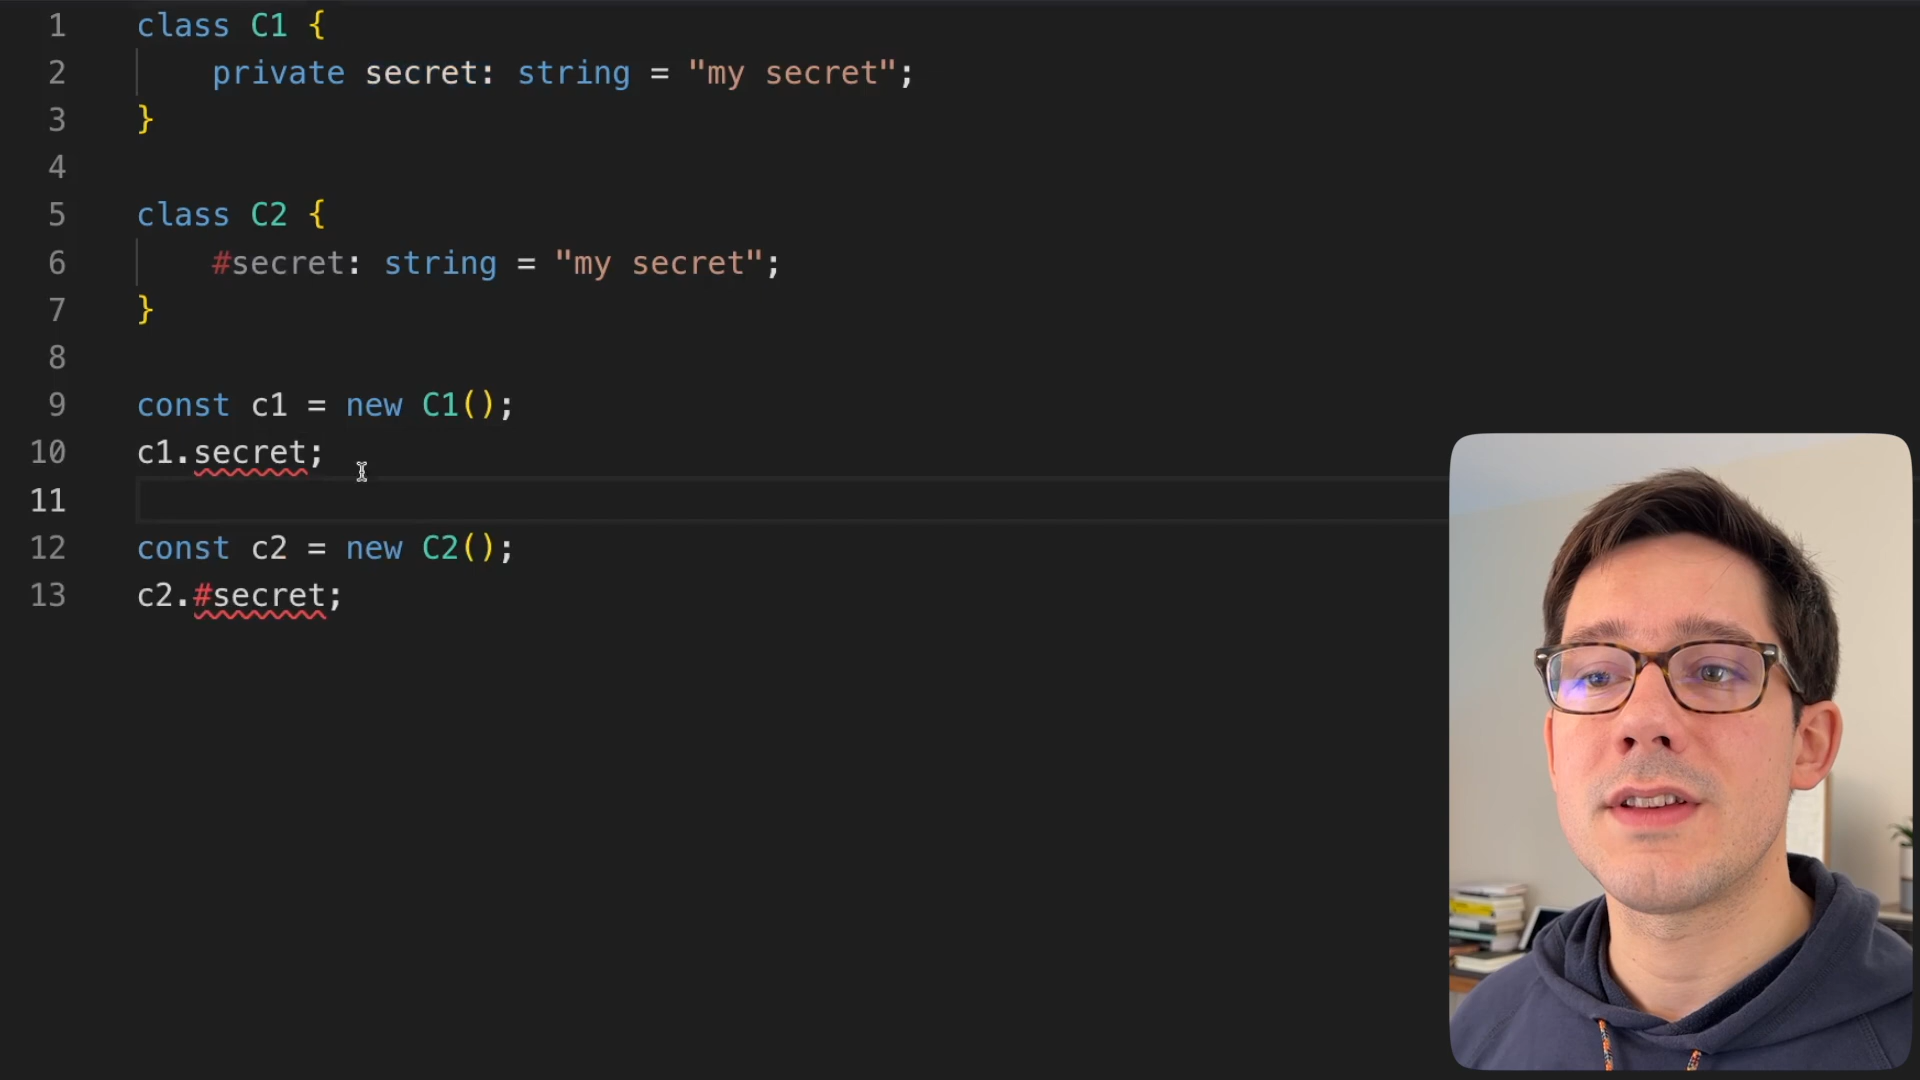 1 class C1 {
2 private secret: string = "my secret";
3 }
4
5 class C2 {
6 #secret: string = "my secret";
7 }
8
9 const c1 = new C1();
10 c1.secret;
11
12 const c2 = new C2();
13 c2.#secret;